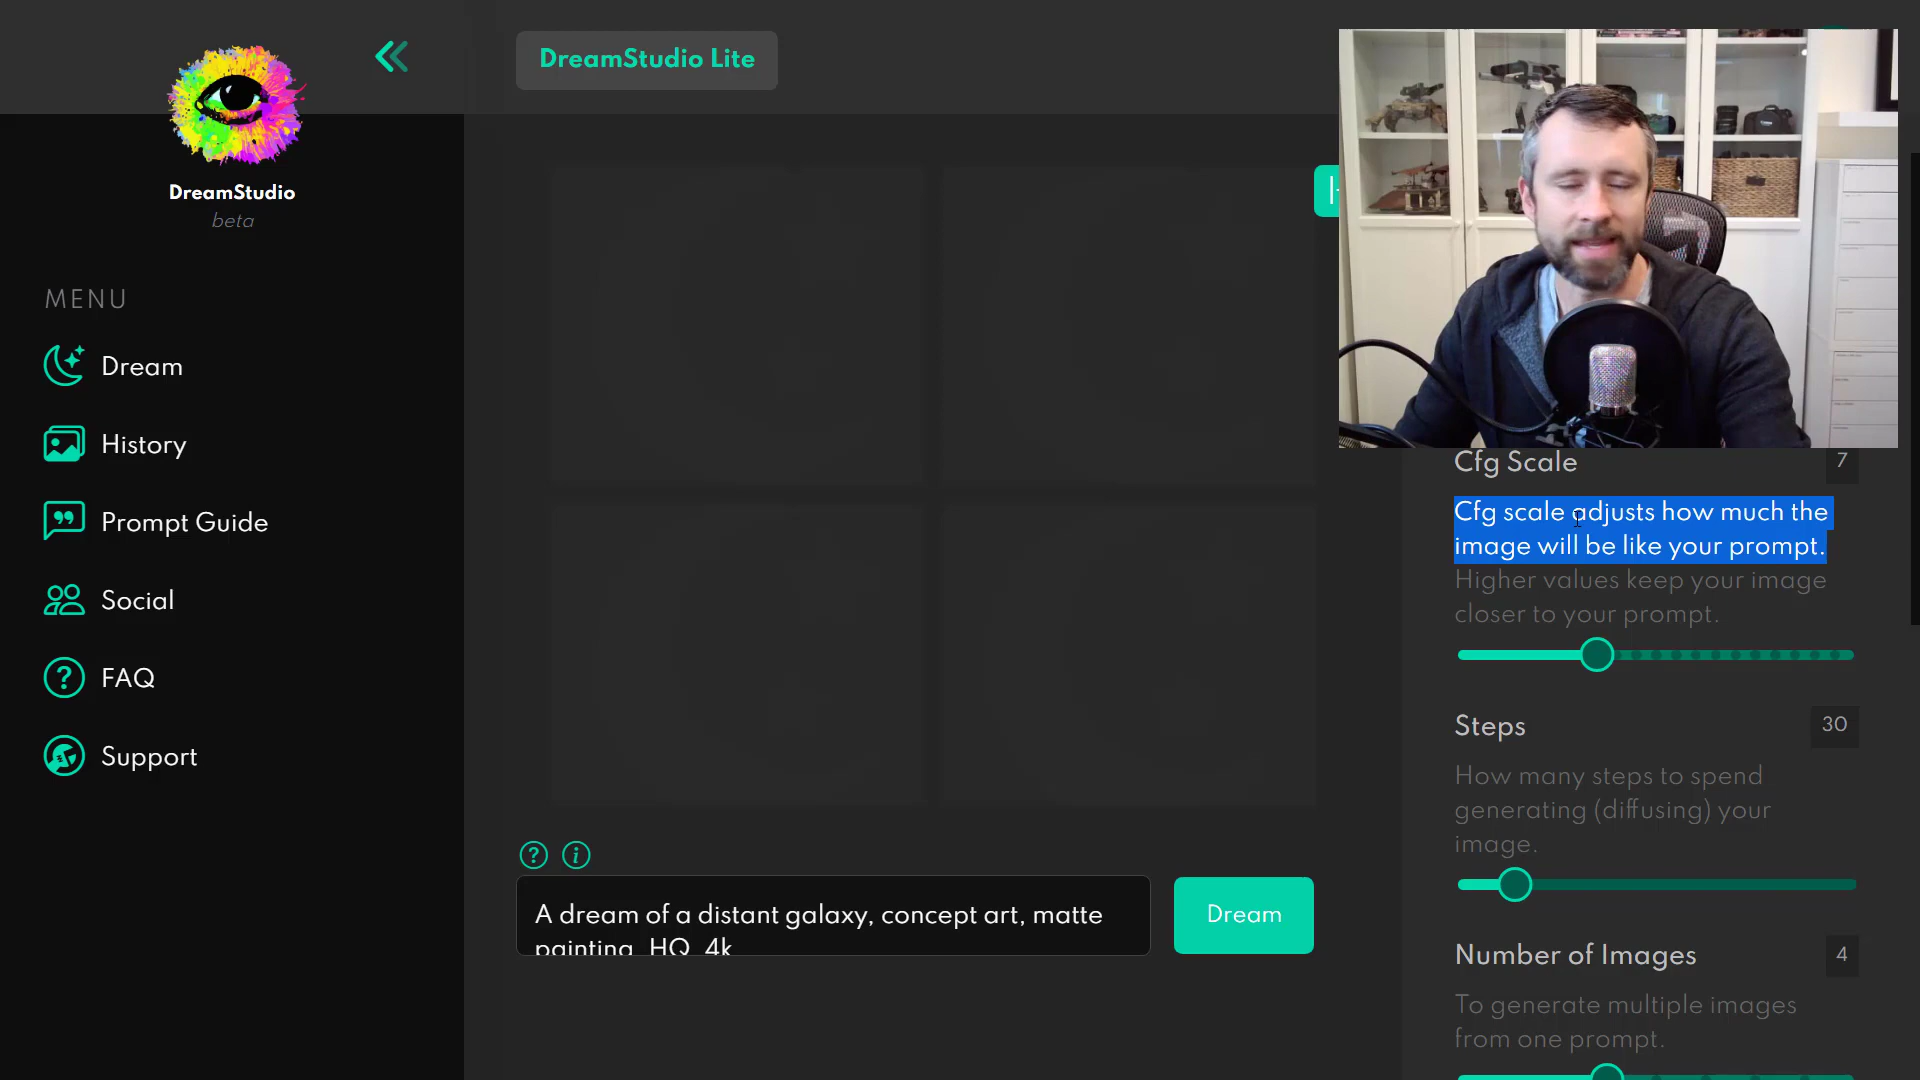 DreamStudio
beta
MENU
Dream
History
Prompt Guide
Social
FAQ
Support
DreamStudio Lite
A dream of a distant galaxy, concept art, matte
painting, HQ, 4k
Dream
Cfg Scale
7
Cfg scale adjusts how much the
image will be like your prompt.
Higher values keep your image
closer to your prompt.
Steps
30
How many steps to spend
generating (diffusing) your
image.
Number of Images
4
To generate multiple images
from one prompt.